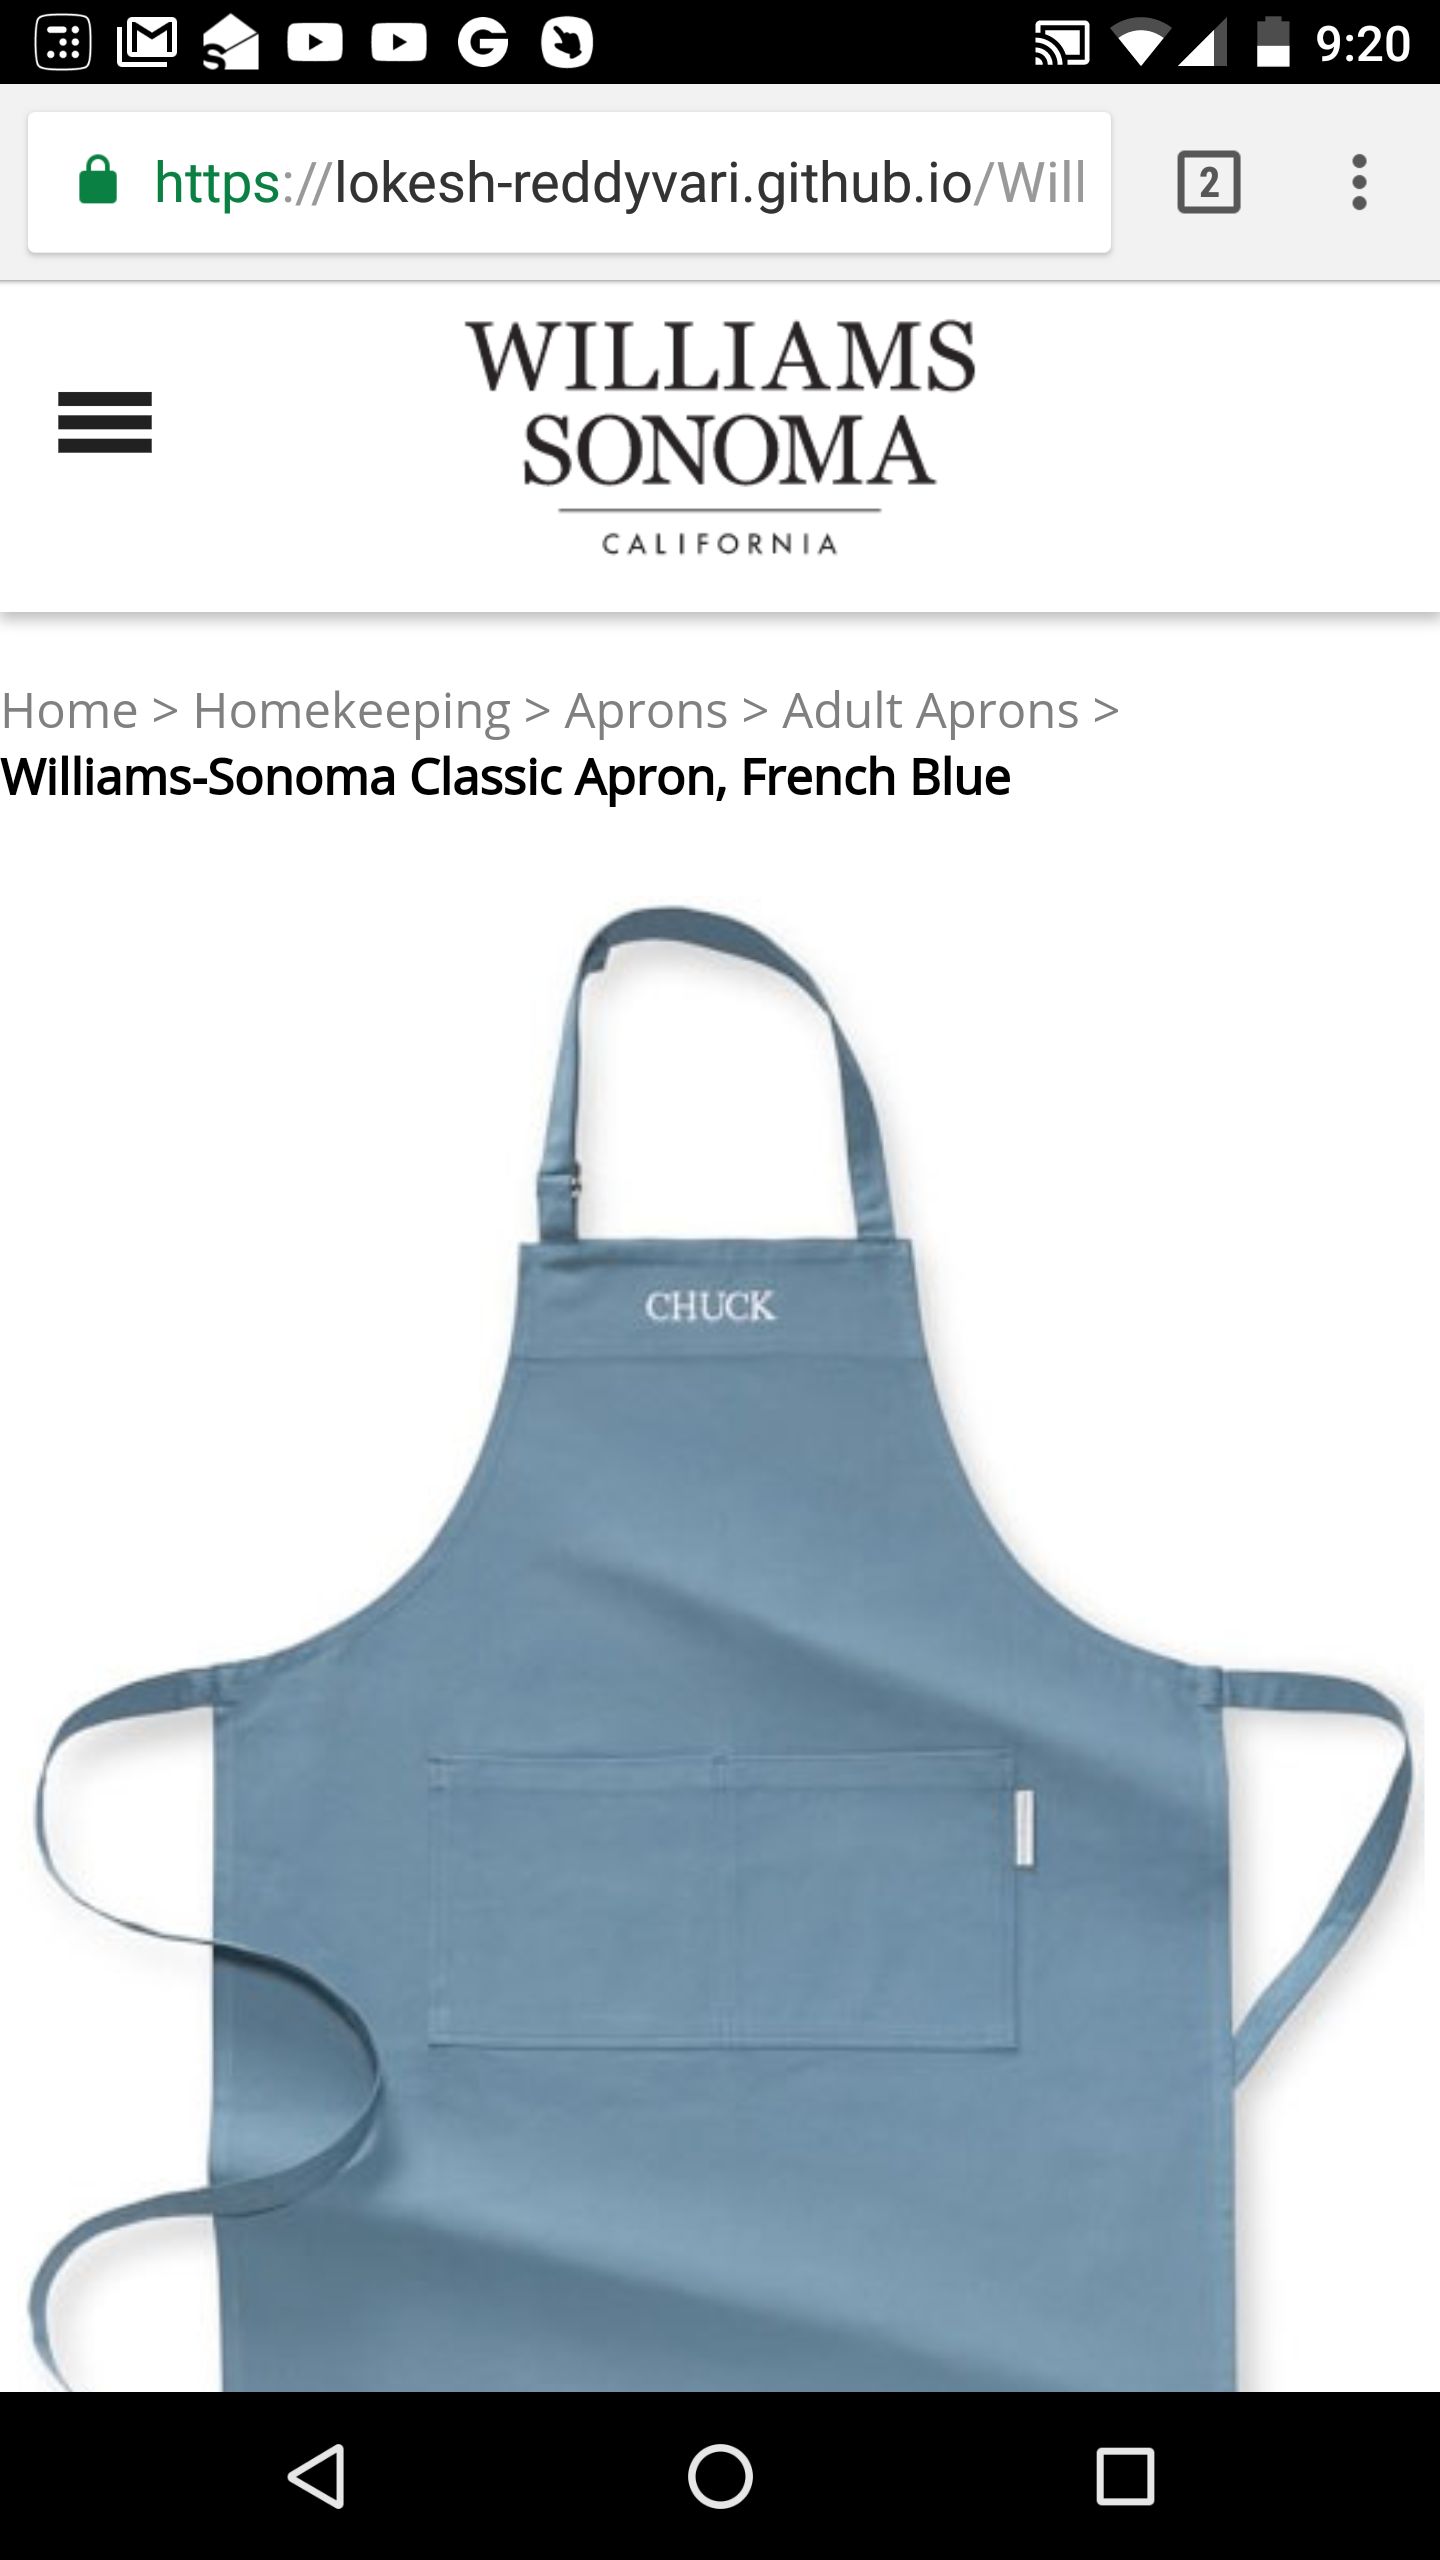 9:20
https://lokesh-reddyvari.github.io/Will
2
WILLIAMS
SONOMA
CALIFORNIA
Home > Homekeeping > Aprons > Adult Aprons >
Williams-Sonoma Classic Apron, French Blue
CHUCK